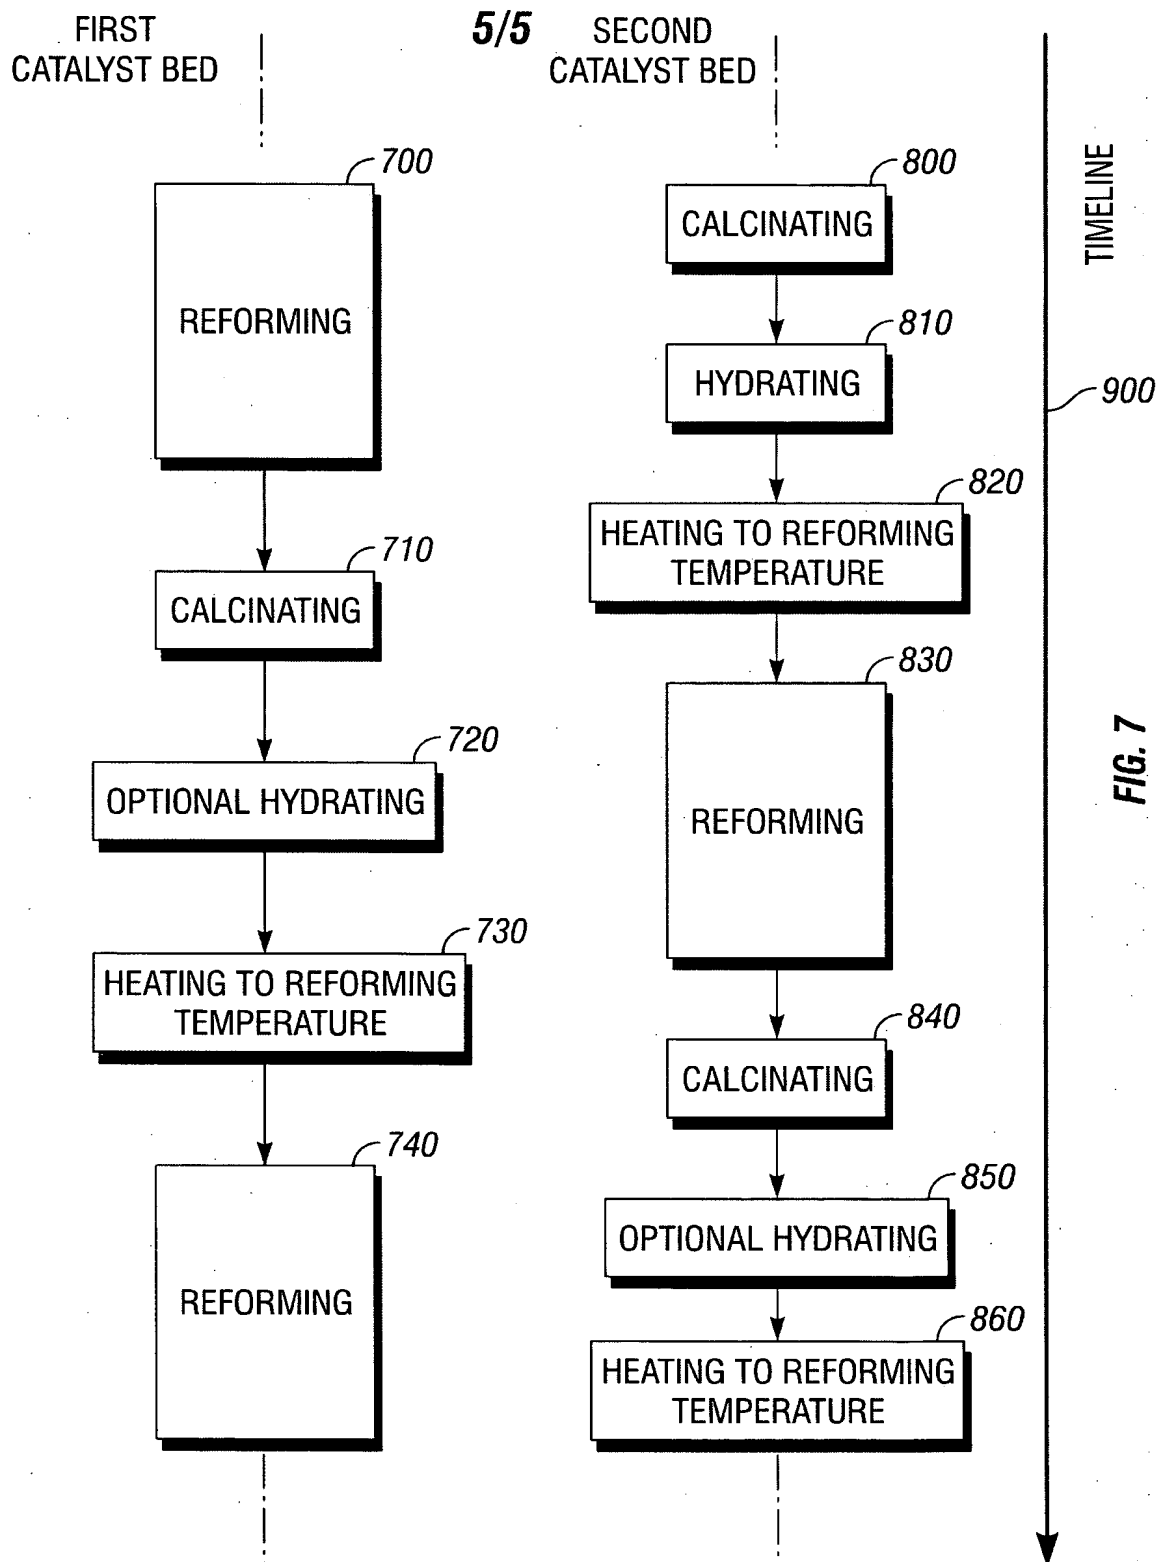 5/5
FIRST
CATALYST BED
700
REFORMING
710
CALCINATING
720
OPTIONAL HYDRATING
730
HEATING TO REFORMING
TEMPERATURE
740
REFORMING
SECOND
CATALYST BED
800
CALCINATING
810
HYDRATING
820
HEATING TO REFORMING
TEMPERATURE
830
REFORMING
840
CALCINATING
850
OPTIONAL HYDRATING
860
HEATING TO REFORMING
TEMPERATURE
TIMELINE
900
FIG. 7